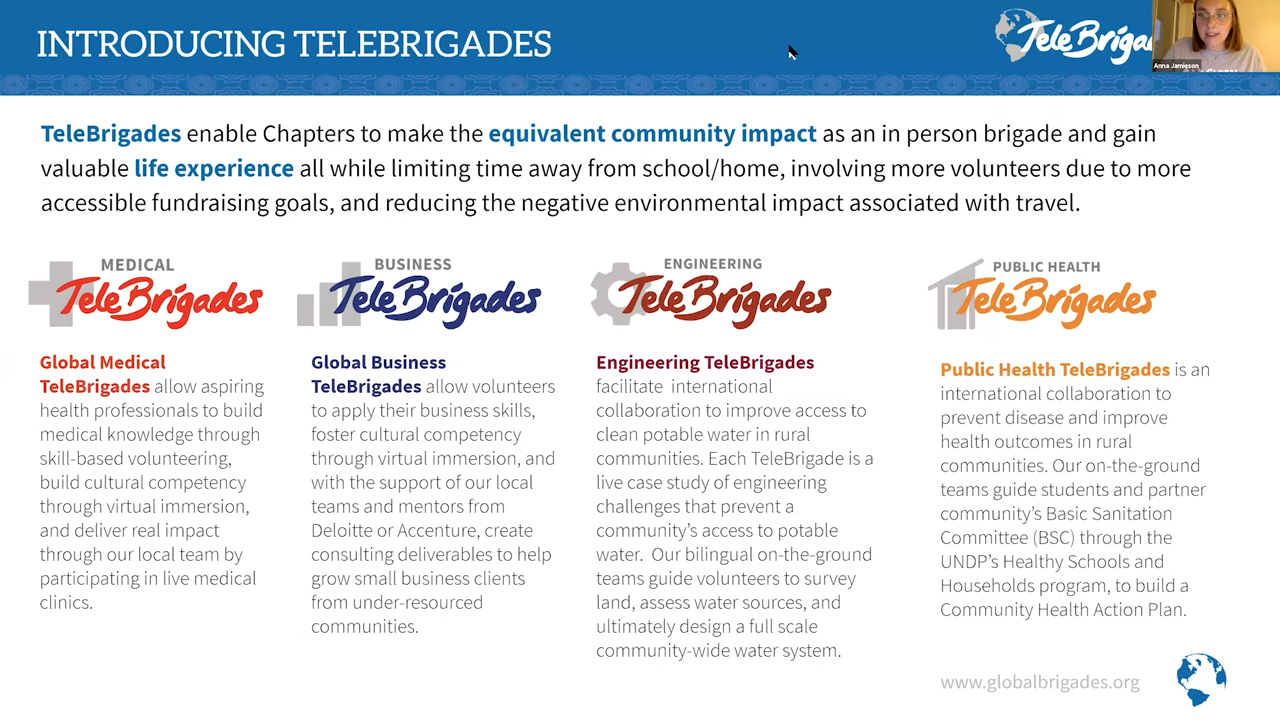 INTRODUCING TELEBRIGADES
TeleBriga
Anna Jamieson
TeleBrigades enable Chapters to make the equivalent community impact as an in person brigade and gain
valuable life experience all while limiting time away from school/home, involving more volunteers due to more
accessible fundraising goals, and reducing the negative environmental impact associated with travel.
MEDICAL
TeleBrigades
Global Medical
TeleBrigades allow aspiring
health professionals to build
medical knowledge through
skill-based volunteering,
build cultural competency
through virtual immersion,
and deliver real impact
through our local team by
participating in live medical
clinics.
BUSINESS
TeleBrigades
Global Business
TeleBrigades allow volunteers
to apply their business skills,
foster cultural competency
through virtual immersion, and
with the support of our local
teams and mentors from
Deloitte or Accenture, create
consulting deliverables to help
grow small business clients
from under-resourced
communities.
ENGINEERING
TeleBrigades
Engineering TeleBrigades
facilitate international
collaboration to improve access to
clean potable water in rural
communities. Each TeleBrigade is a
live case study of engineering
challenges that prevent a
community's access to potable
water. Our bilingual on-the-ground
teams guide volunteers to survey
land, assess water sources, and
ultimately design a full scale
community-wide water system.
PUBLIC HEALTH
TeleBrigades
Public Health TeleBrigades is an
international collaboration to
prevent disease and improve
health outcomes in rural
communities. Our on-the-ground
teams guide students and partner
community's Basic Sanitation
Committee (BSC) through the
UNDP's Healthy Schools and
Households program, to build a
Community Health Action Plan.
www.globalbrigades.org